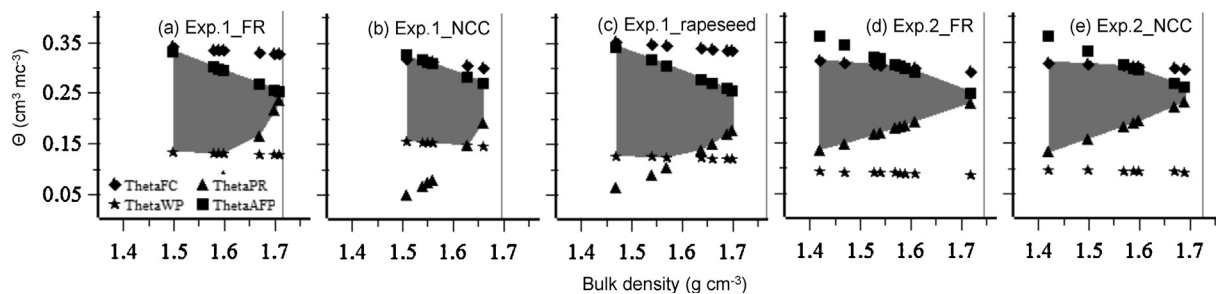 (a) Exp.1_FR
(b) Exp.1_NCC
(c) Exp.1_rapeseed
(d) Exp.2_FR
(e) Exp.2_NCC
Θ (cm³ mc⁻³)
0.35
0.25
0.15
0.05
ThetaFC
ThetaPR
ThetaWP
ThetaAFP
1.4 1.5 1.6 1.7 1.4 1.5 1.6 1.7 1.4 1.5 1.6 1.7 1.4 1.5 1.6 1.7 1.4 1.5 1.6 1.7
Bulk density (g cm⁻³)